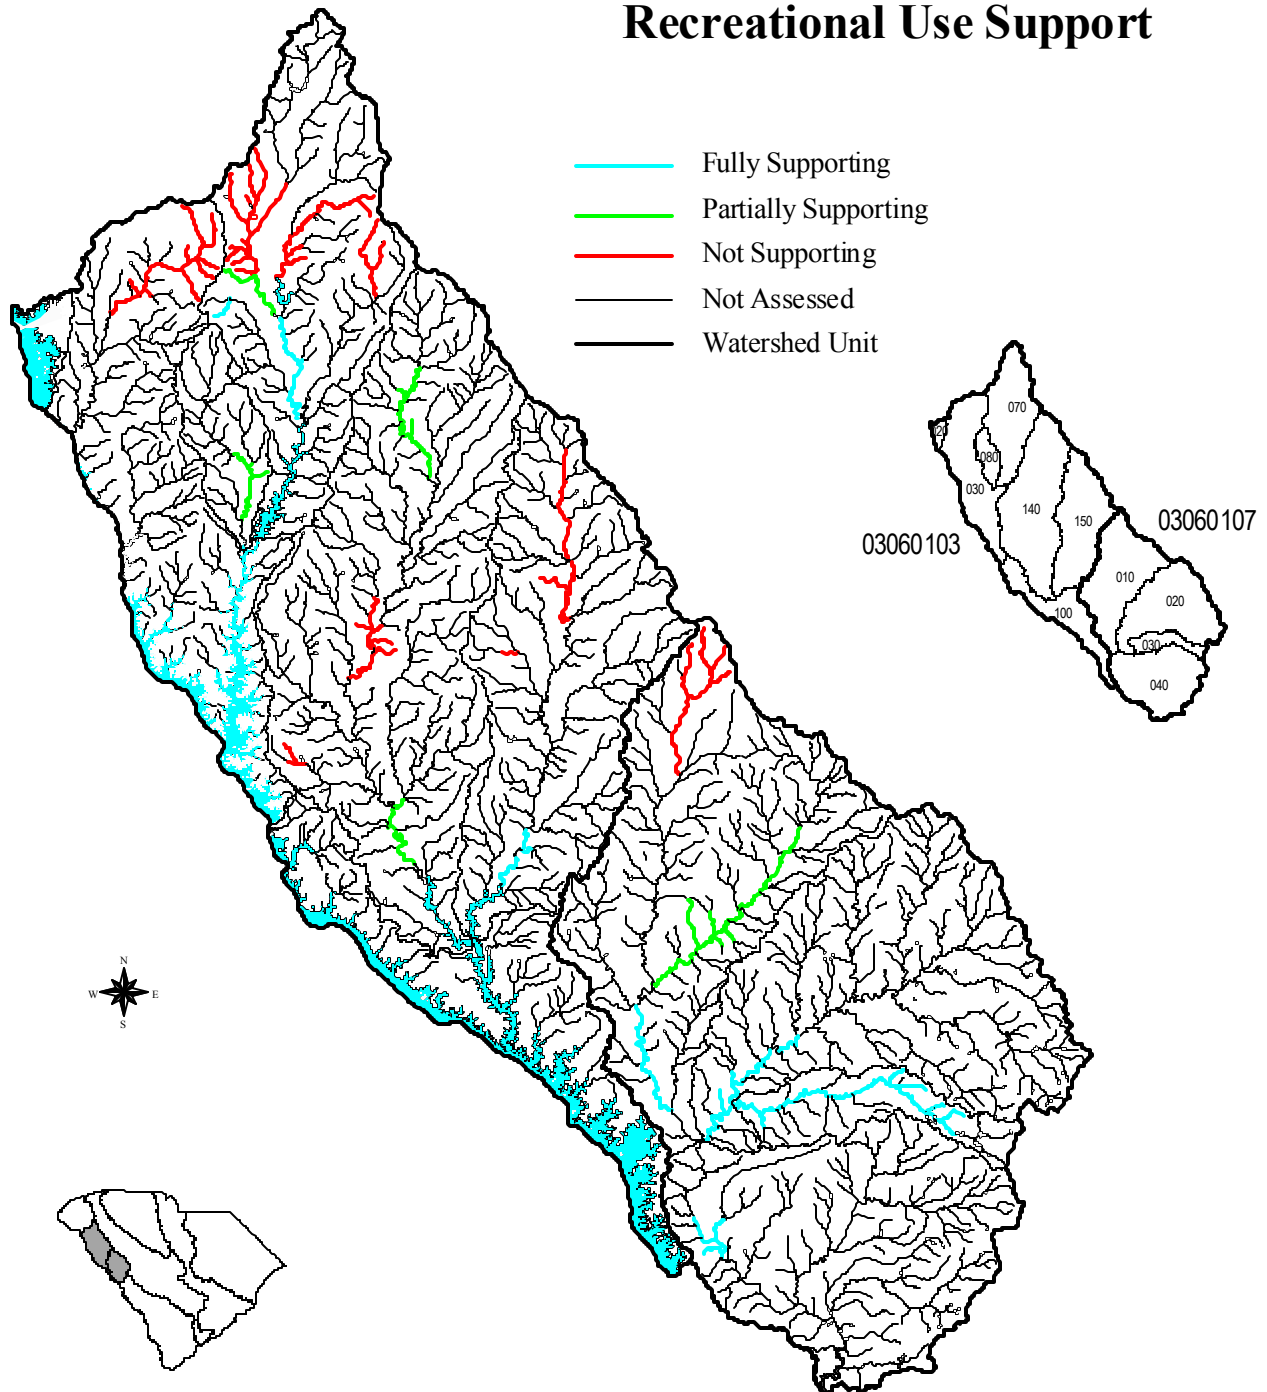 Recreational Use Support
Fully Supporting
Partially Supporting
Not Supporting
Not Assessed
Watershed Unit
070
080
030
140
150
03060107
03060103
010
020
100
030
040
N
W
E
S